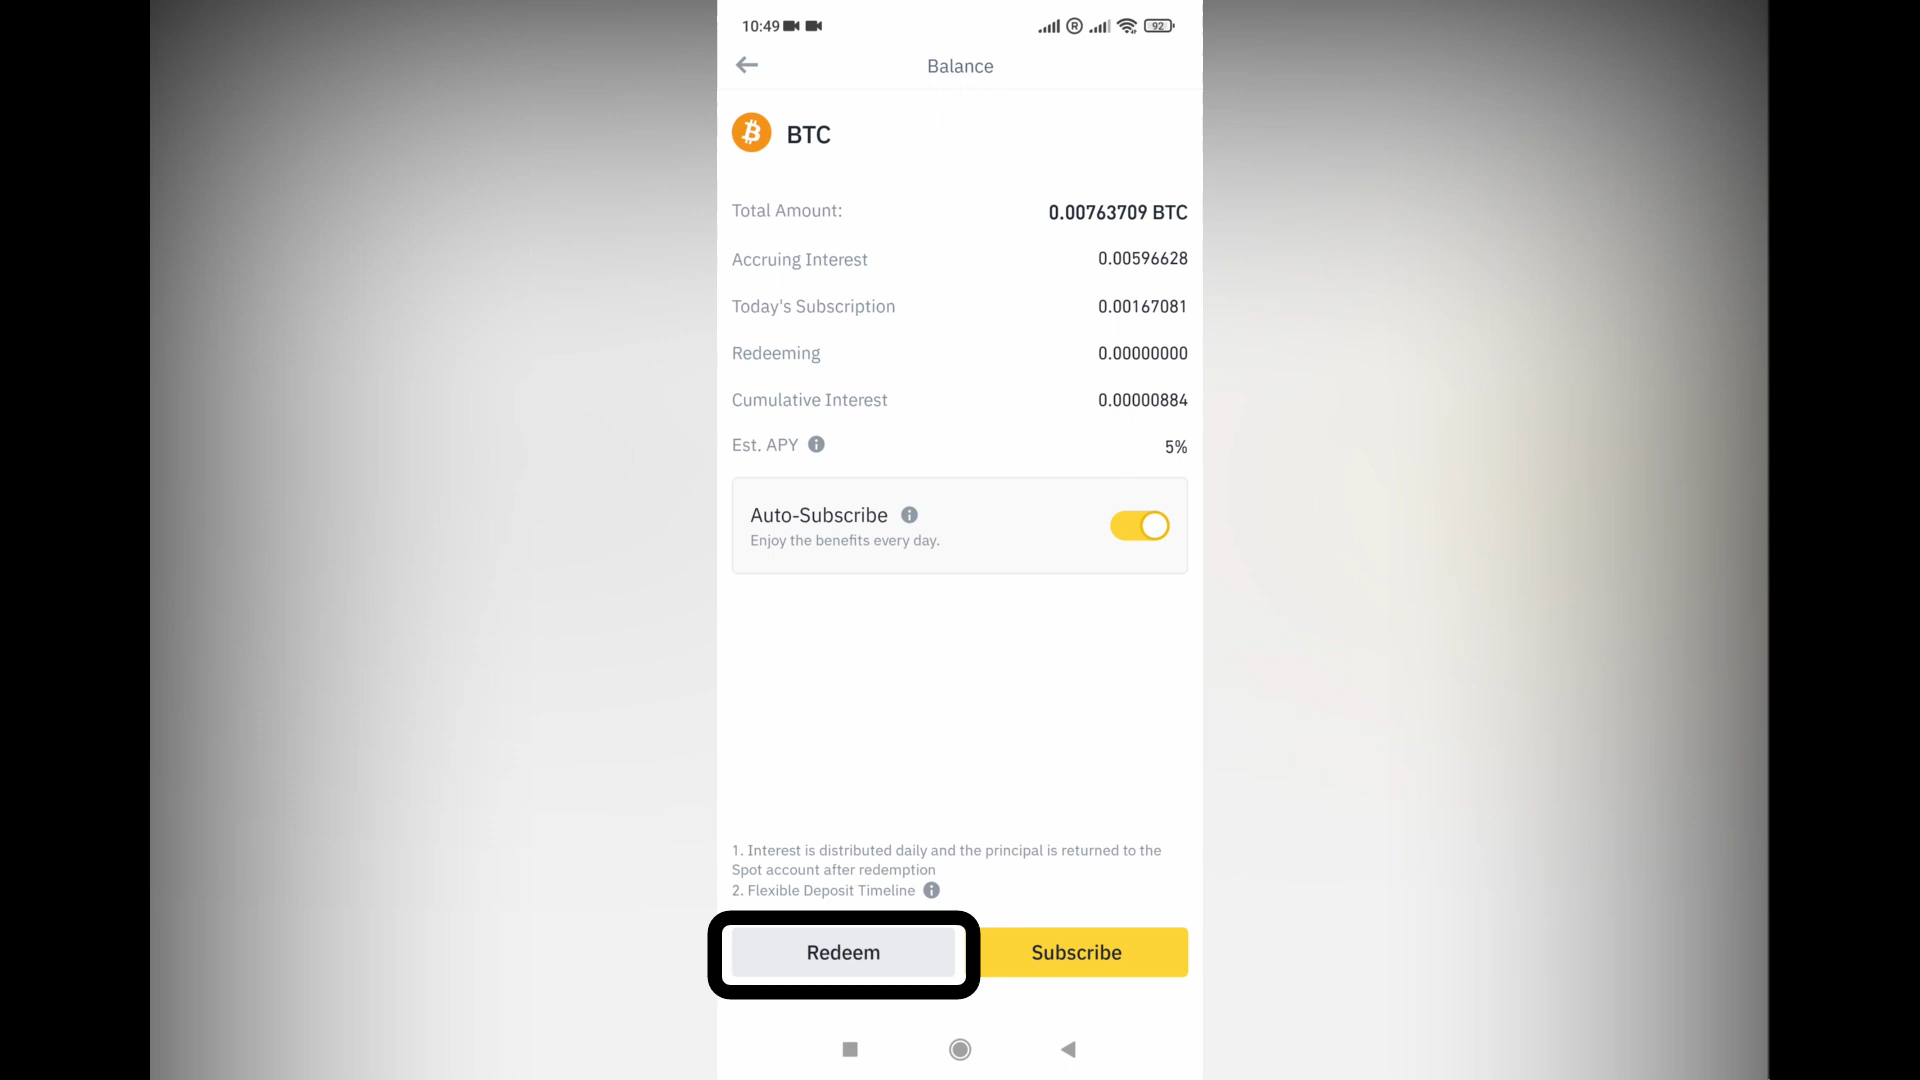 10:49
R
92
Balance
BTC
Total Amount: 0.00763709 BTC
Accruing Interest 0.00596628
Today's Subscription 0.00167081
Redeeming 0.00000000
Cumulative Interest 0.00000884
Est. APY 5%
Auto-Subscribe
Enjoy the benefits every day.
1. Interest is distributed daily and the principal is returned to the
Spot account after redemption
2. Flexible Deposit Timeline
Redeem Subscribe